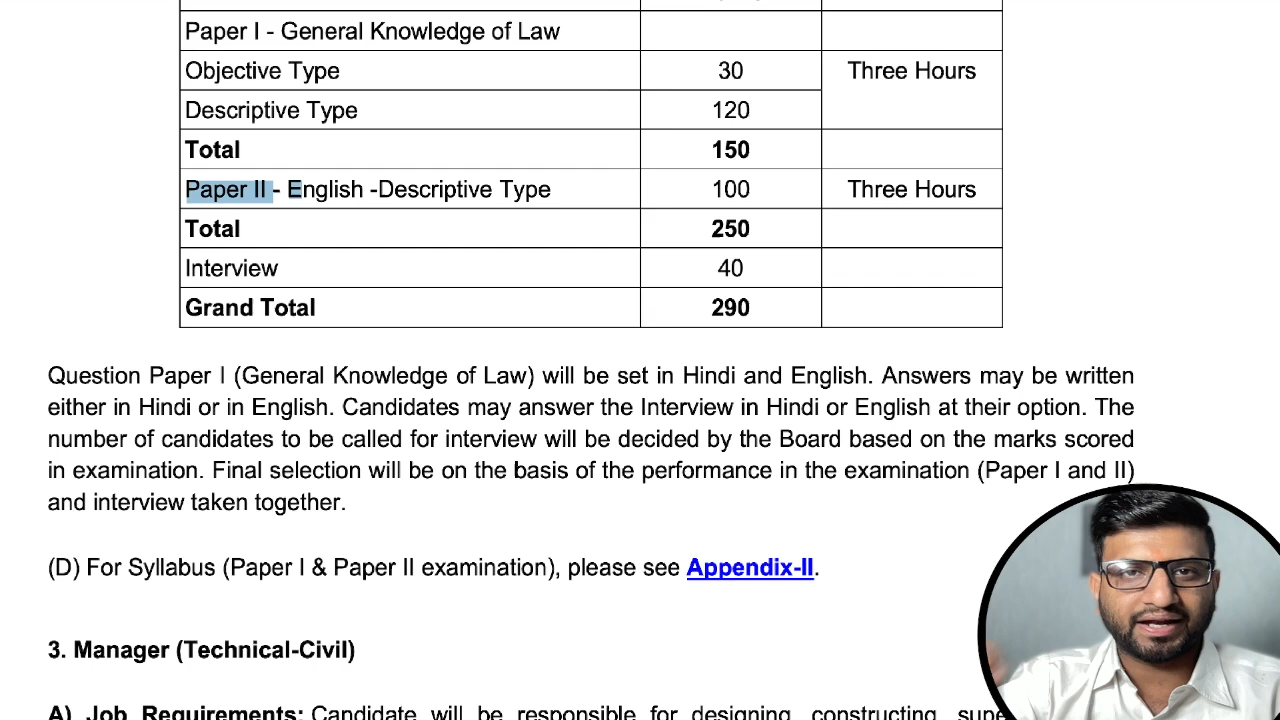 Paper I - General Knowledge of Law
Objective Type 30 Three Hours
Descriptive Type 120
Total 150
Paper II - English -Descriptive Type 100 Three Hours
Total 250
Interview 40
Grand Total 290
Question Paper I (General Knowledge of Law) will be set in Hindi and English. Answers may be written
either in Hindi or in English. Candidates may answer the Interview in Hindi or English at their option. The
number of candidates to be called for interview will be decided by the Board based on the marks scored
in examination. Final selection will be on the basis of the performance in the examination (Paper I and II)
and interview taken together.
(D) For Syllabus (Paper I & Paper II examination), please see Appendix-II.
3. Manager (Technical-Civil)
A) Job Requirements: Candidate will be responsible for designing, constructing,